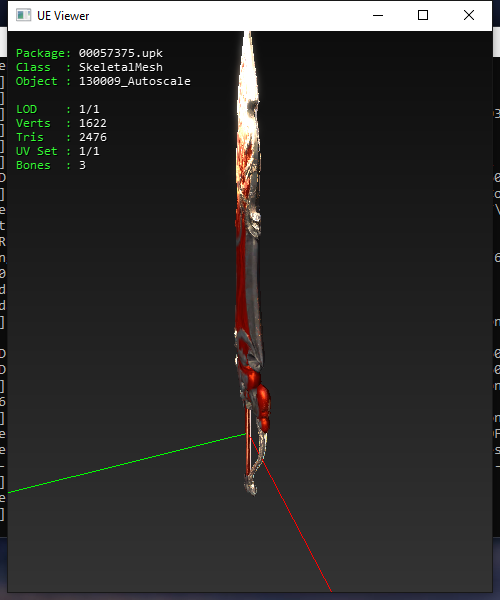 UE Viewer
Package: 00057375.upk
Class  : SkeletalMesh
Object : 130009_Autoscale
LOD    : 1/1
Verts  : 1622
Tris   : 2476
UV Set : 1/1
Bones  : 3